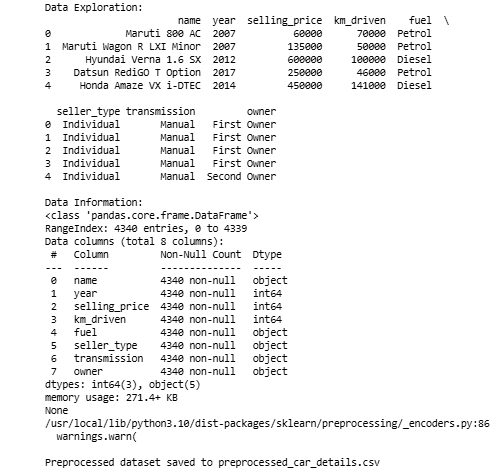 Data Exploration:
name year selling_price km_driven fuel \
0 Maruti 800 AC 2007 60000 70000 Petrol
1 Maruti Wagon R LXI Minor 2007 135000 50000 Petrol
2 Hyundai Verna 1.6 SX 2012 600000 100000 Diesel
3 Datsun RediGO T Option 2017 250000 46000 Petrol
4 Honda Amaze VX i-DTEC 2014 450000 141000 Diesel
seller_type transmission owner
0 Individual Manual First Owner
1 Individual Manual First Owner
2 Individual Manual First Owner
3 Individual Manual First Owner
4 Individual Manual Second Owner
Data Information:
<class 'pandas.core.frame.DataFrame'>
RangeIndex: 4340 entries, 0 to 4339
Data columns (total 8 columns):
# Column Non-Null Count Dtype
--- ------ -------------- -----
0 name 4340 non-null object
1 year 4340 non-null int64
2 selling_price 4340 non-null int64
3 km_driven 4340 non-null int64
4 fuel 4340 non-null object
5 seller_type 4340 non-null object
6 transmission 4340 non-null object
7 owner 4340 non-null object
dtypes: int64(3), object(5)
memory usage: 271.4+ KB
None
/usr/local/lib/python3.10/dist-packages/sklearn/preprocessing/_encoders.py:86
warnings.warn(
Preprocessed dataset saved to preprocessed_car_details.csv